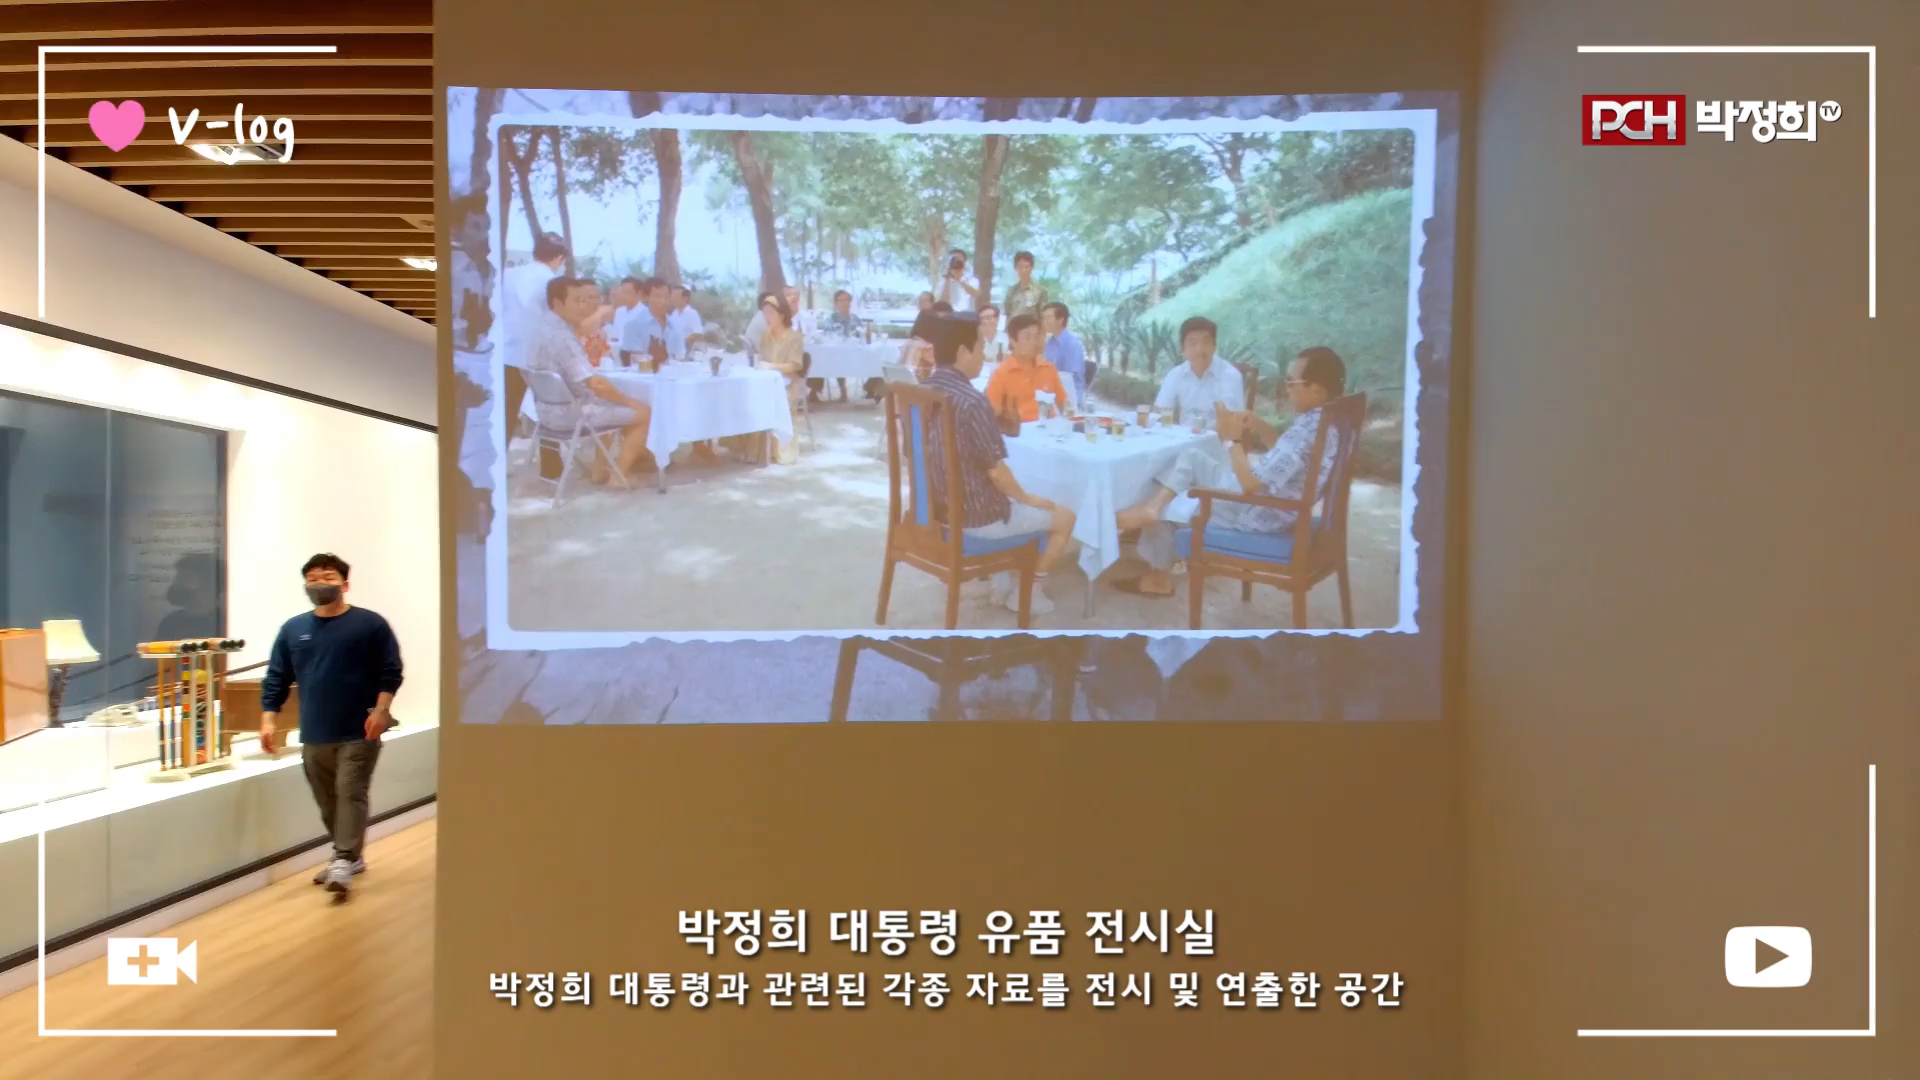 V-log
PCH 박정희TV
박정희 대통령 유품 전시실
박정희 대통령과 관련된 각종 자료를 전시 및 연출한 공간